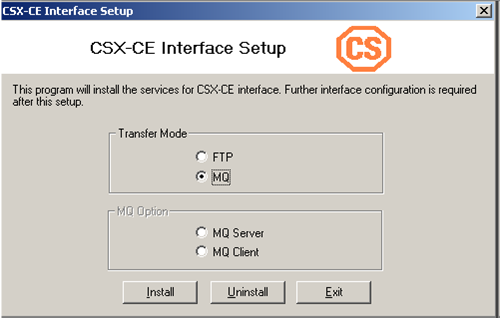 CSX-CE Interface Setup
CSX-CE Interface Setup
CS
This program will install the services for CSX-CE interface. Further interface configuration is required
after this setup.
Transfer Mode
FTP
MQ
MQ Option
MQ Server
MQ Client
Install
Uninstall
Exit